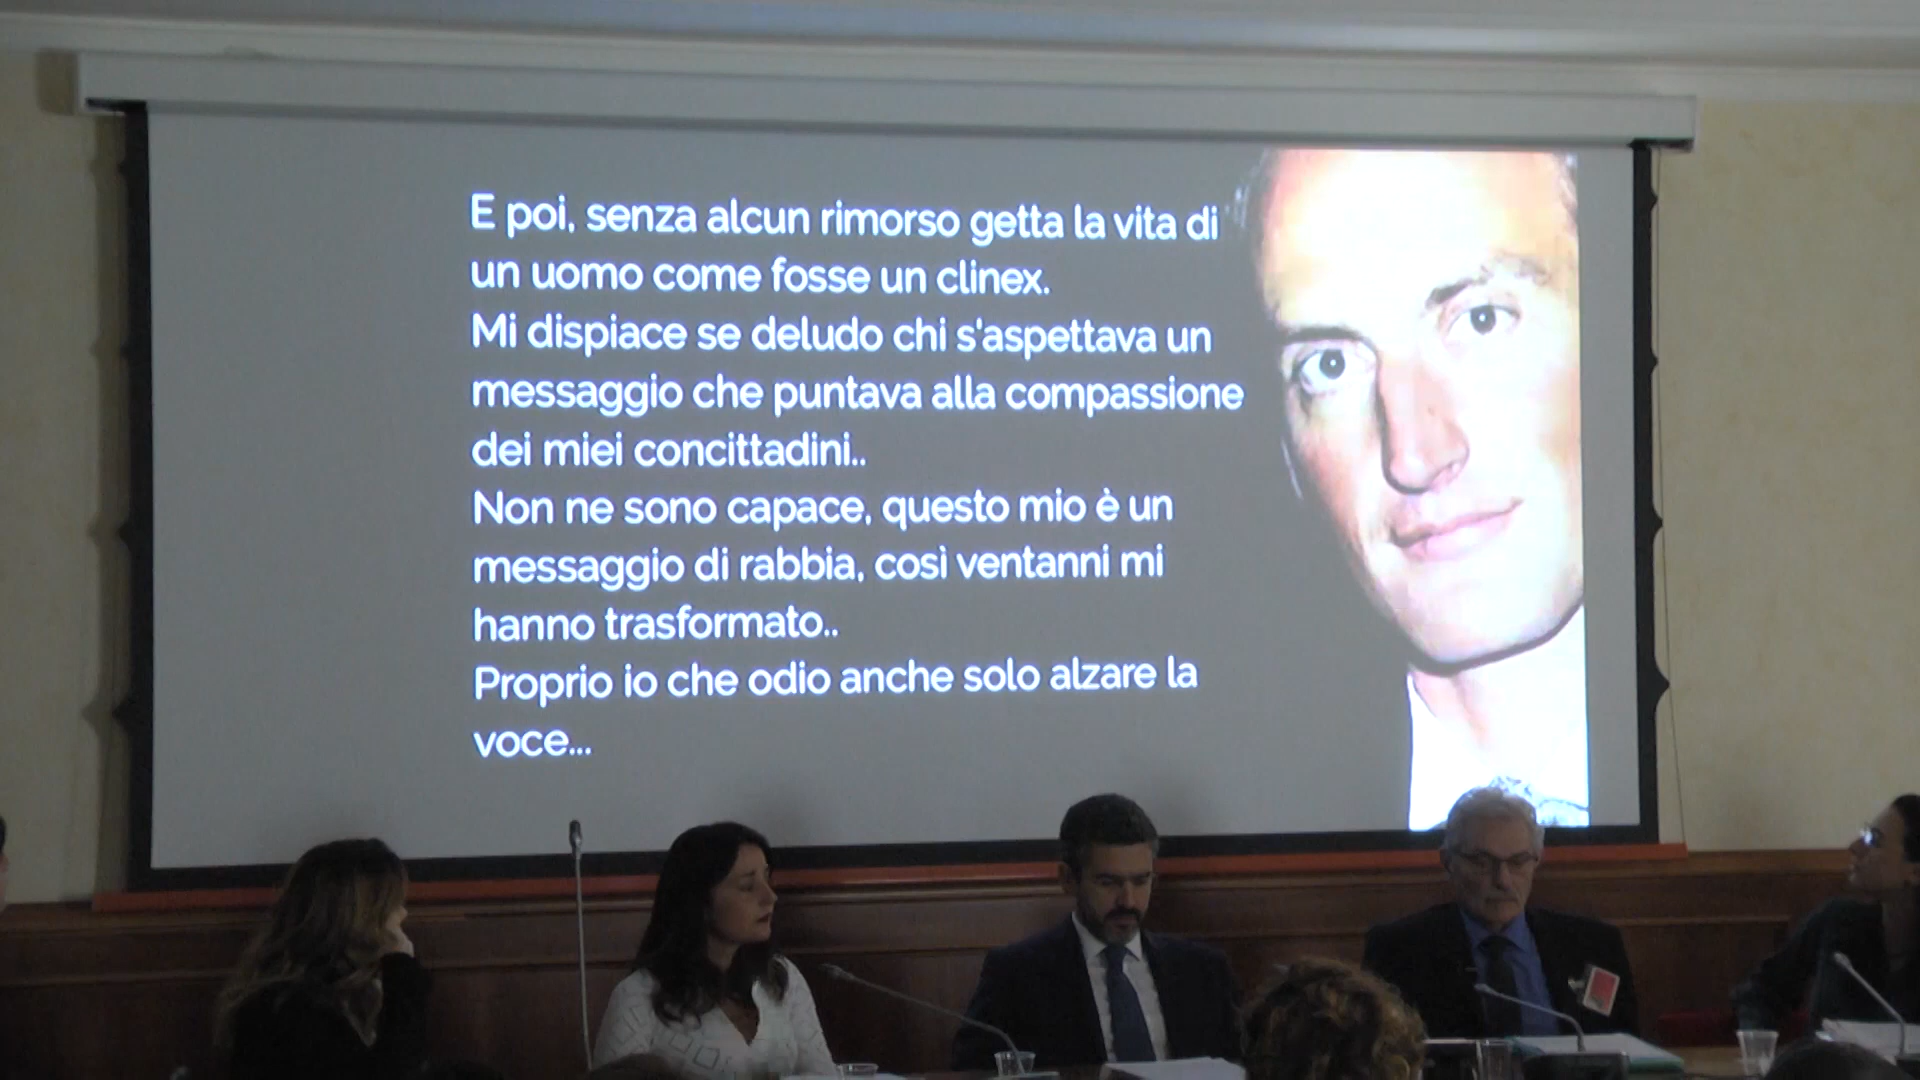 E poi, senza alcun rimorso getta la vita di
un uomo come fosse un clinex.
Mi dispiace se deludo chi s'aspettava un
messaggio che puntava alla compassione
dei miei concittadini..
Non ne sono capace, questo mio è un
messaggio di rabbia, così ventanni mi
hanno trasformato..
Proprio io che odio anche solo alzare la
voce...